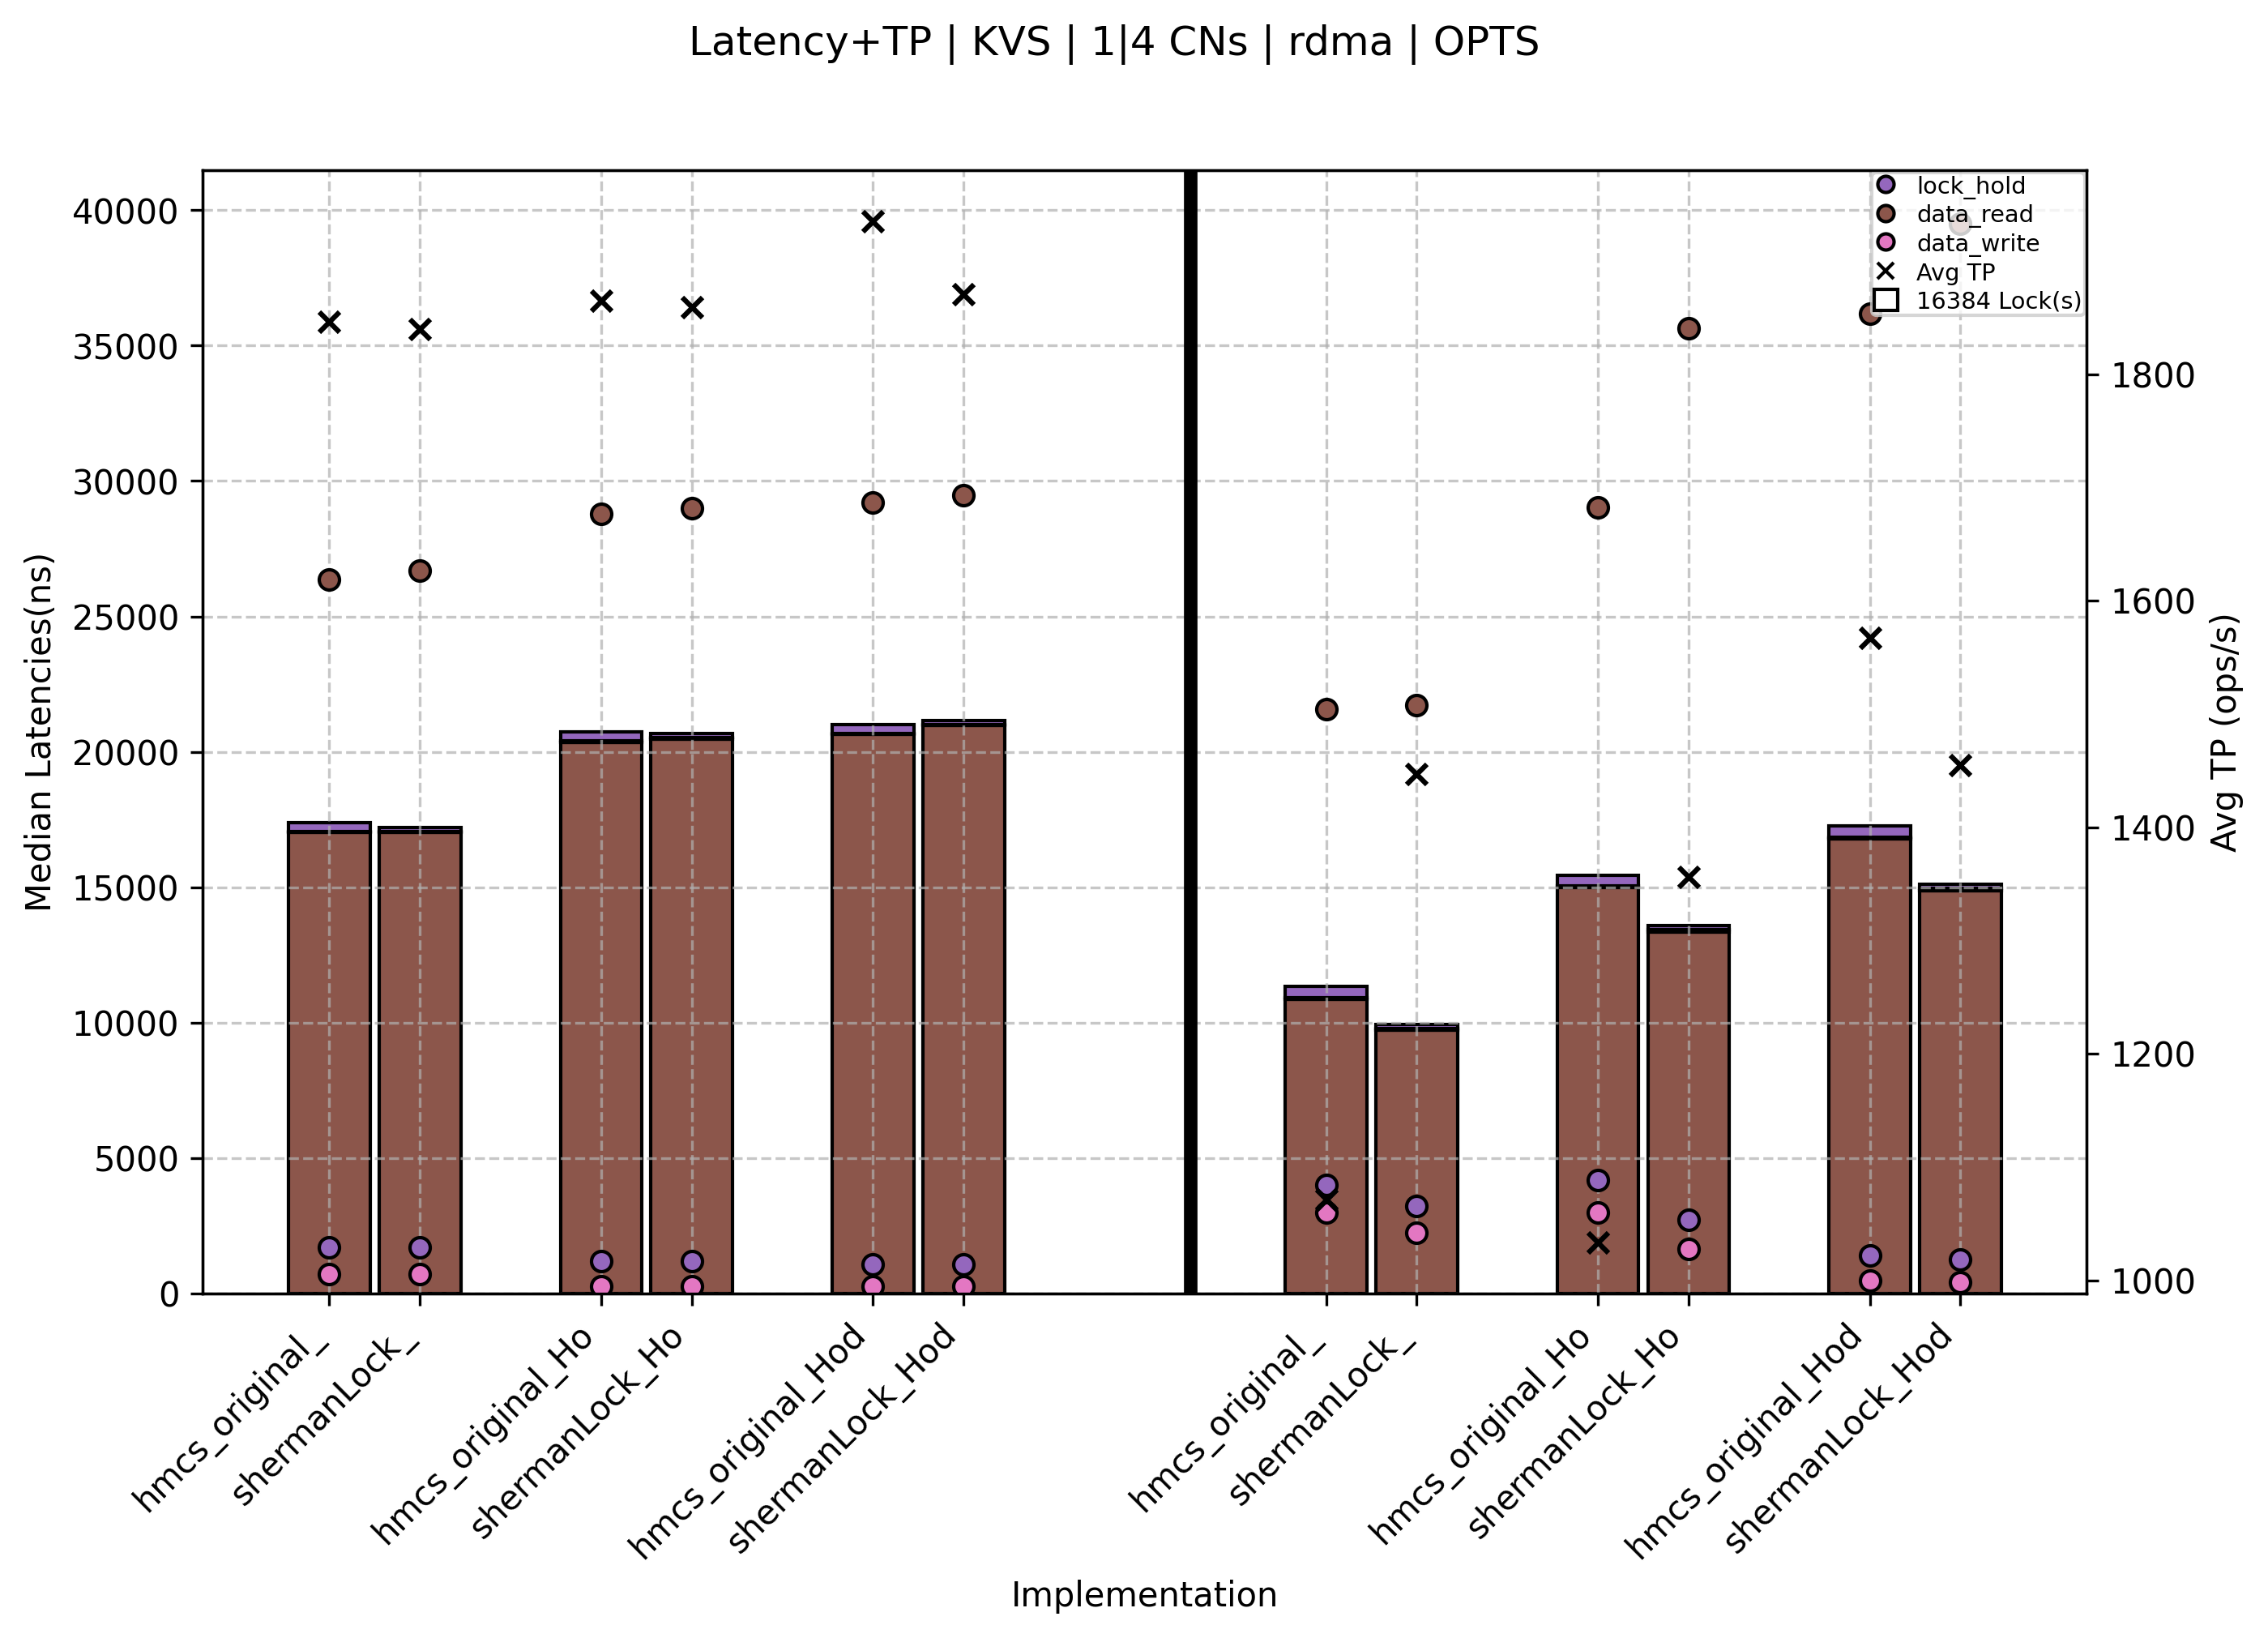 Latency+TP | KVS | 1|4 CNs | rdma | OPTS
40000
35000
30000
25000
20000
15000
10000
5000
0
Median Latencies(ns)
lock_hold
data_read
data_write
Avg TP
16384 Lock(s)
1800
1600
1400
1200
1000
Avg TP (ops/s)
hmcs_original_
shermanLock_
hmcs_original_Ho
shermanLock_Ho
hmcs_original_Hod
shermanLock_Hod
hmcs_original_
shermanLock_
hmcs_original_Ho
shermanLock_Ho
hmcs_original_Hod
shermanLock_Hod
Implementation